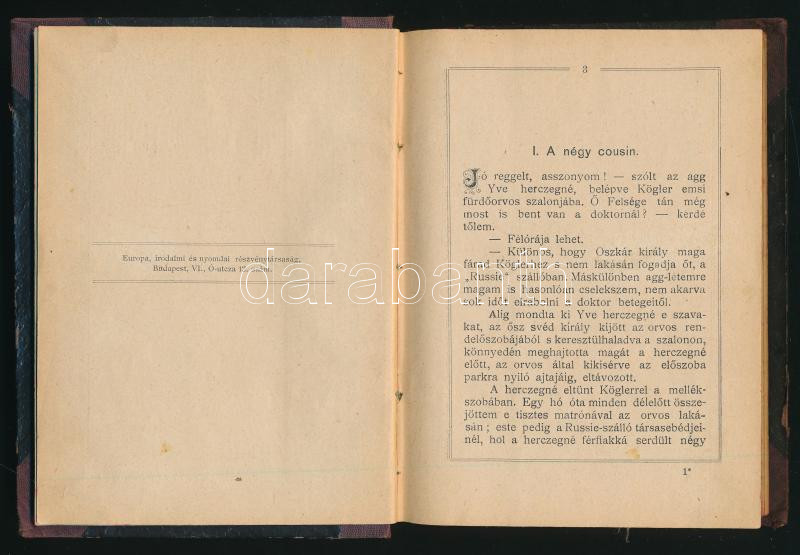 Europa, irodalmi és nyomdai részvénytársaság,
Budapest, VI., Ó-utcza 12. szám.
3
I. A négy cousin.
Jó reggelt, asszonyom! — szólt az agg
Yve herczegné, belépve Kögler emsi
fürdőorvos szalonjába. Ő Felsége tán még
most is bent van a doktornál? — kérdé
tőlem.
— Félórája lehet.
— Különös, hogy Oszkár király maga
fárad Köglerhez s nem lakásán fogadja őt, a
„Russie" szállóban. Máskülönben agg-létemre
magam is hasonlóan cselekszem, nem akarva
sok időt elrabolni a doktor betegeitől.
Alig mondta ki Yve herczegné e szava-
kat, az ősz svéd király kijött az orvos ren-
delőszobájából s keresztülhaladva a szalonon,
könnyedén meghajtotta magát a herczegné
előtt, az orvos által kikisérve az előszoba
parkra nyiló ajtajáig, eltávozott.
A herczegné eltünt Köglerrel a mellék-
szobában. Egy hó óta minden délelőtt össze-
jöttem e tisztes matrónával az orvos laká-
sán; este pedig a Russie-szálló társasebédjei-
nél, hol a herczegné férfiakká serdült négy
1*
darabanth.com